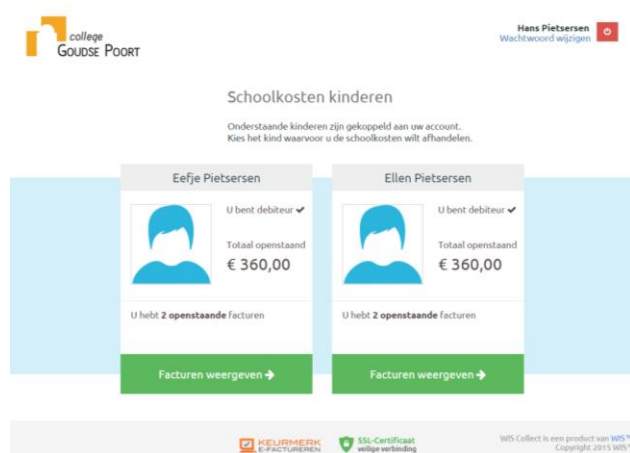 college
GOUDSE POORT
Hans Pietsersen
Wachtwoord wijzigen
Schoolkosten kinderen
Onderstaande kinderen zijn gekoppeld aan uw account.
Kies het kind waarvoor u de schoolkosten wilt afhandelen.
Eefje Pietsersen
U bent debiteur
Totaal openstaand
€ 360,00
U hebt 2 openstaande facturen
Facturen weergeven
Ellen Pietsersen
U bent debiteur
Totaal openstaand
€ 360,00
U hebt 2 openstaande facturen
Facturen weergeven
KEURMERK
E-FACTUREREN
SSL-Certificaat
veilige verbinding
WIS Collect is een product van WIS
Copyright 2015 WIS